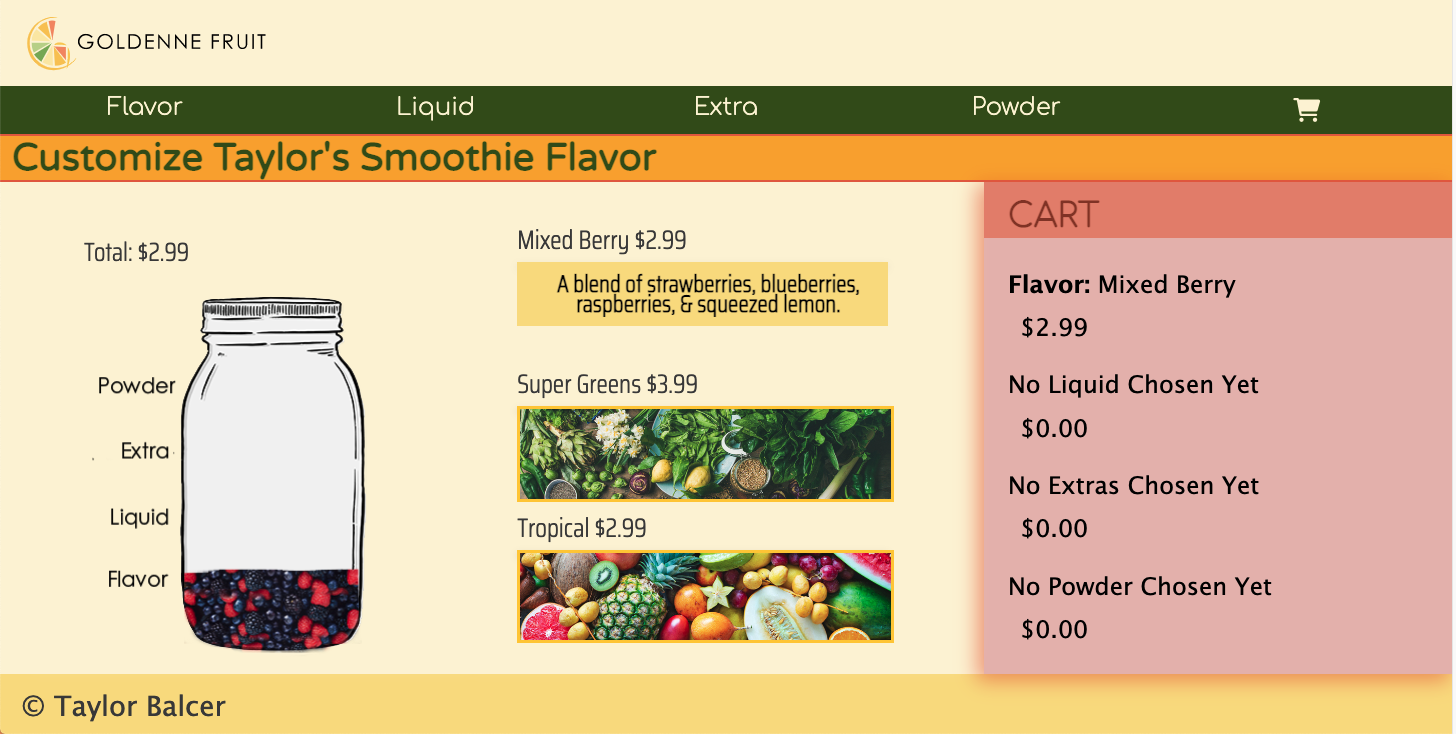 GOLDENNE FRUIT
Flavor Liquid Extra Powder
Customize Taylor's Smoothie Flavor
Total: $2.99
Powder
Extra
Liquid
Flavor
Mixed Berry $2.99
A blend of strawberries, blueberries,
raspberries, & squeezed lemon.
Super Greens $3.99
Tropical $2.99
CART
Flavor: Mixed Berry
$2.99
No Liquid Chosen Yet
$0.00
No Extras Chosen Yet
$0.00
No Powder Chosen Yet
$0.00
© Taylor Balcer